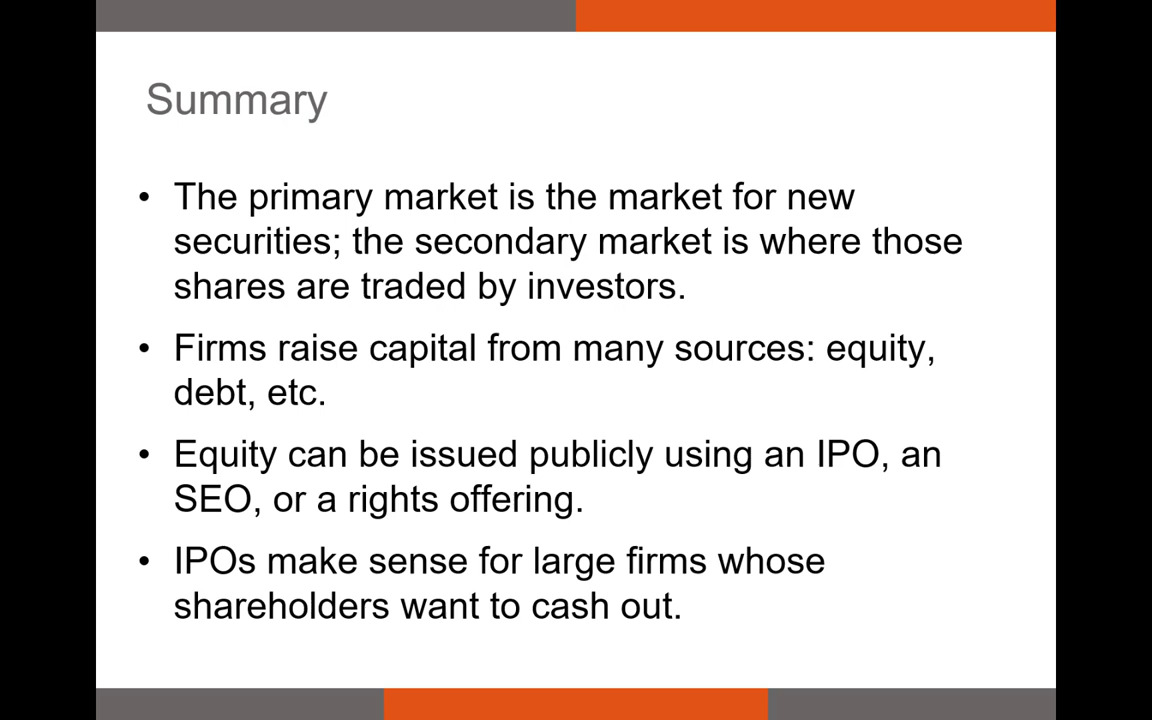 Summary
• The primary market is the market for new
securities; the secondary market is where those
shares are traded by investors.
• Firms raise capital from many sources: equity,
debt, etc.
• Equity can be issued publicly using an IPO, an
SEO, or a rights offering.
• IPOs make sense for large firms whose
shareholders want to cash out.